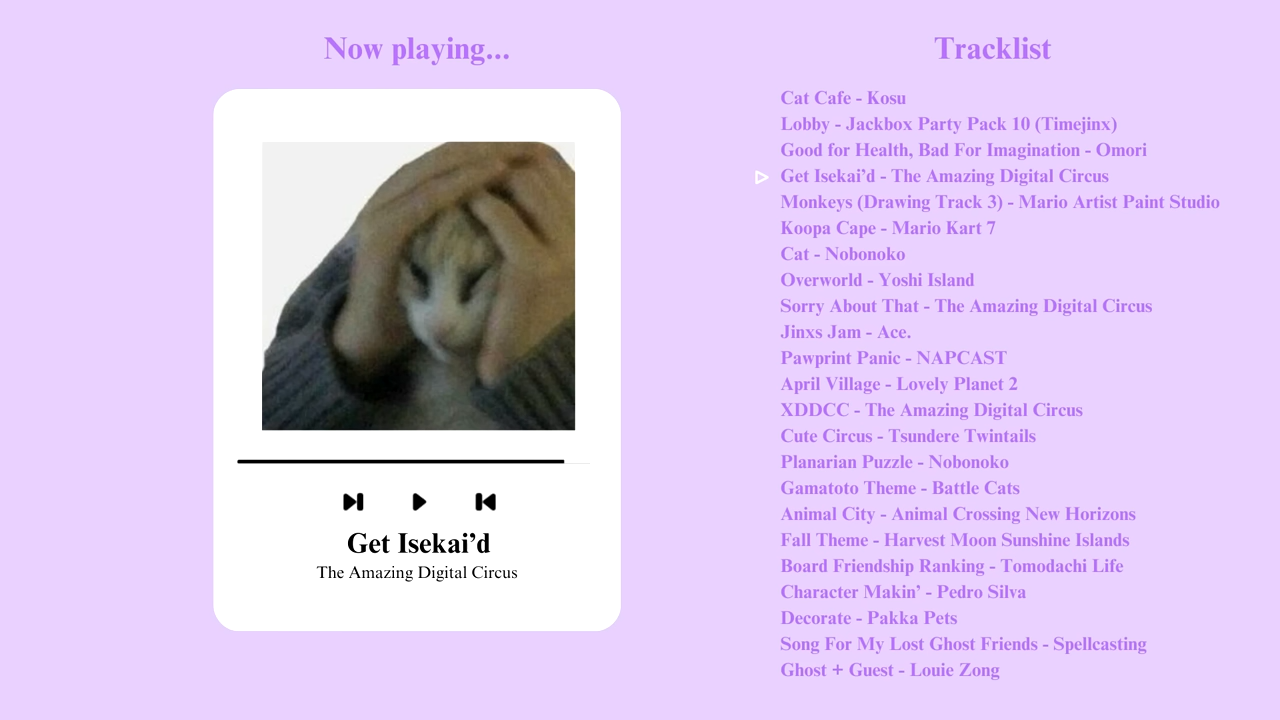 Now playing...
Get Isekai’d
The Amazing Digital Circus
Tracklist
Cat Cafe - Kosu
Lobby - Jackbox Party Pack 10 (Timejinx)
Good for Health, Bad For Imagination - Omori
Get Isekai’d - The Amazing Digital Circus
Monkeys (Drawing Track 3) - Mario Artist Paint Studio
Koopa Cape - Mario Kart 7
Cat - Nobonoko
Overworld - Yoshi Island
Sorry About That - The Amazing Digital Circus
Jinxs Jam - Ace.
Pawprint Panic - NAPCAST
April Village - Lovely Planet 2
XDDCC - The Amazing Digital Circus
Cute Circus - Tsundere Twintails
Planarian Puzzle - Nobonoko
Gamatoto Theme - Battle Cats
Animal City - Animal Crossing New Horizons
Fall Theme - Harvest Moon Sunshine Islands
Board Friendship Ranking - Tomodachi Life
Character Makin’ - Pedro Silva
Decorate - Pakka Pets
Song For My Lost Ghost Friends - Spellcasting
Ghost + Guest - Louie Zong